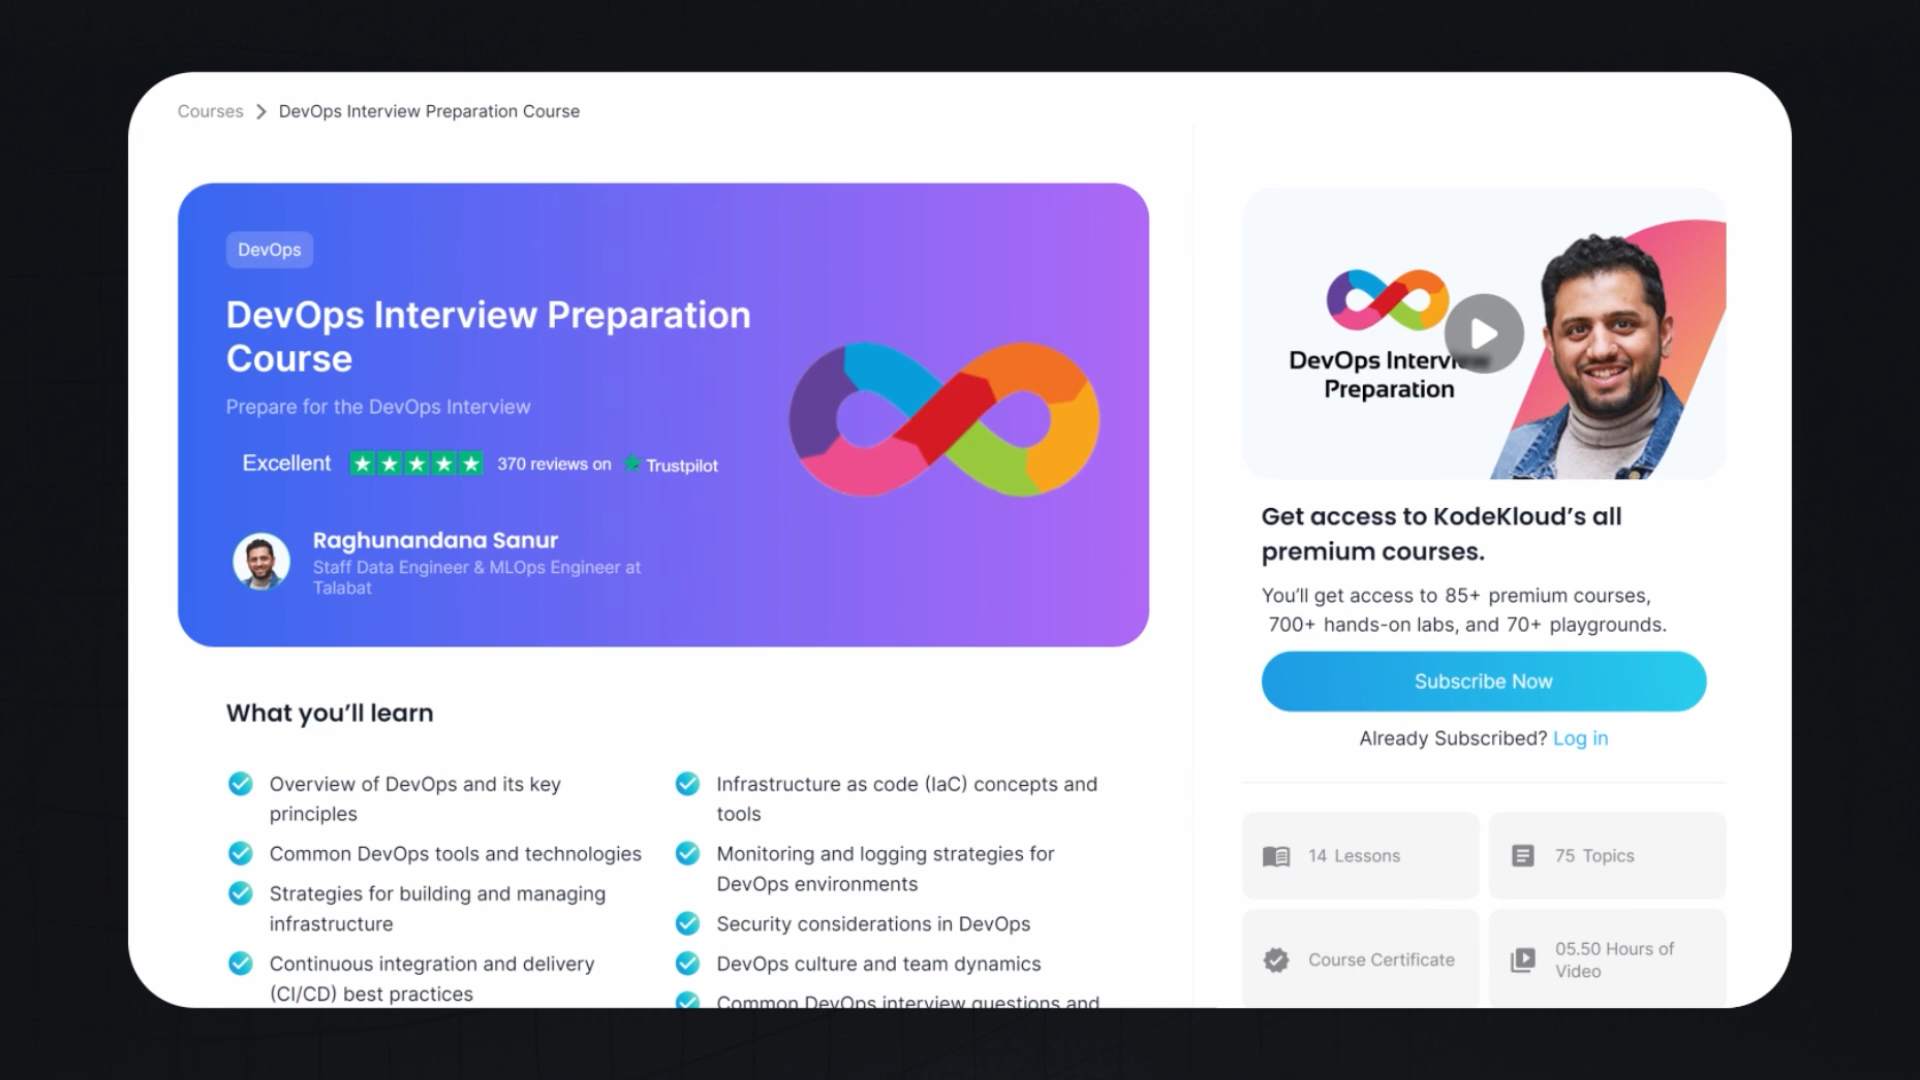 Courses > DevOps Interview Preparation Course
DevOps
DevOps Interview Preparation
Course
Prepare for the DevOps Interview
Excellent 370 reviews on Trustpilot
Raghunandana Sanur
Staff Data Engineer & MLOps Engineer at
Talabat
What you’ll learn
Overview of DevOps and its key
principles
Common DevOps tools and technologies
Strategies for building and managing
infrastructure
Continuous integration and delivery
(CI/CD) best practices
Infrastructure as code (IaC) concepts and
tools
Monitoring and logging strategies for
DevOps environments
Security considerations in DevOps
DevOps culture and team dynamics
Common DevOps interview questions and
DevOps Interview
Preparation
Get access to KodeKloud’s all
premium courses.
You’ll get access to 85+ premium courses,
700+ hands-on labs, and 70+ playgrounds.
Subscribe Now
Already Subscribed? Log in
14 Lessons
75 Topics
Course Certificate
05.50 Hours of
Video